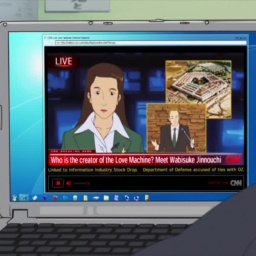 LIVE
Who is the creator of the Love Machine? Meet Wabisuke Jinnouchi
CNN
Linked to Information Industry Stock Drop Department of Defense accused of ties with OZ
CNN